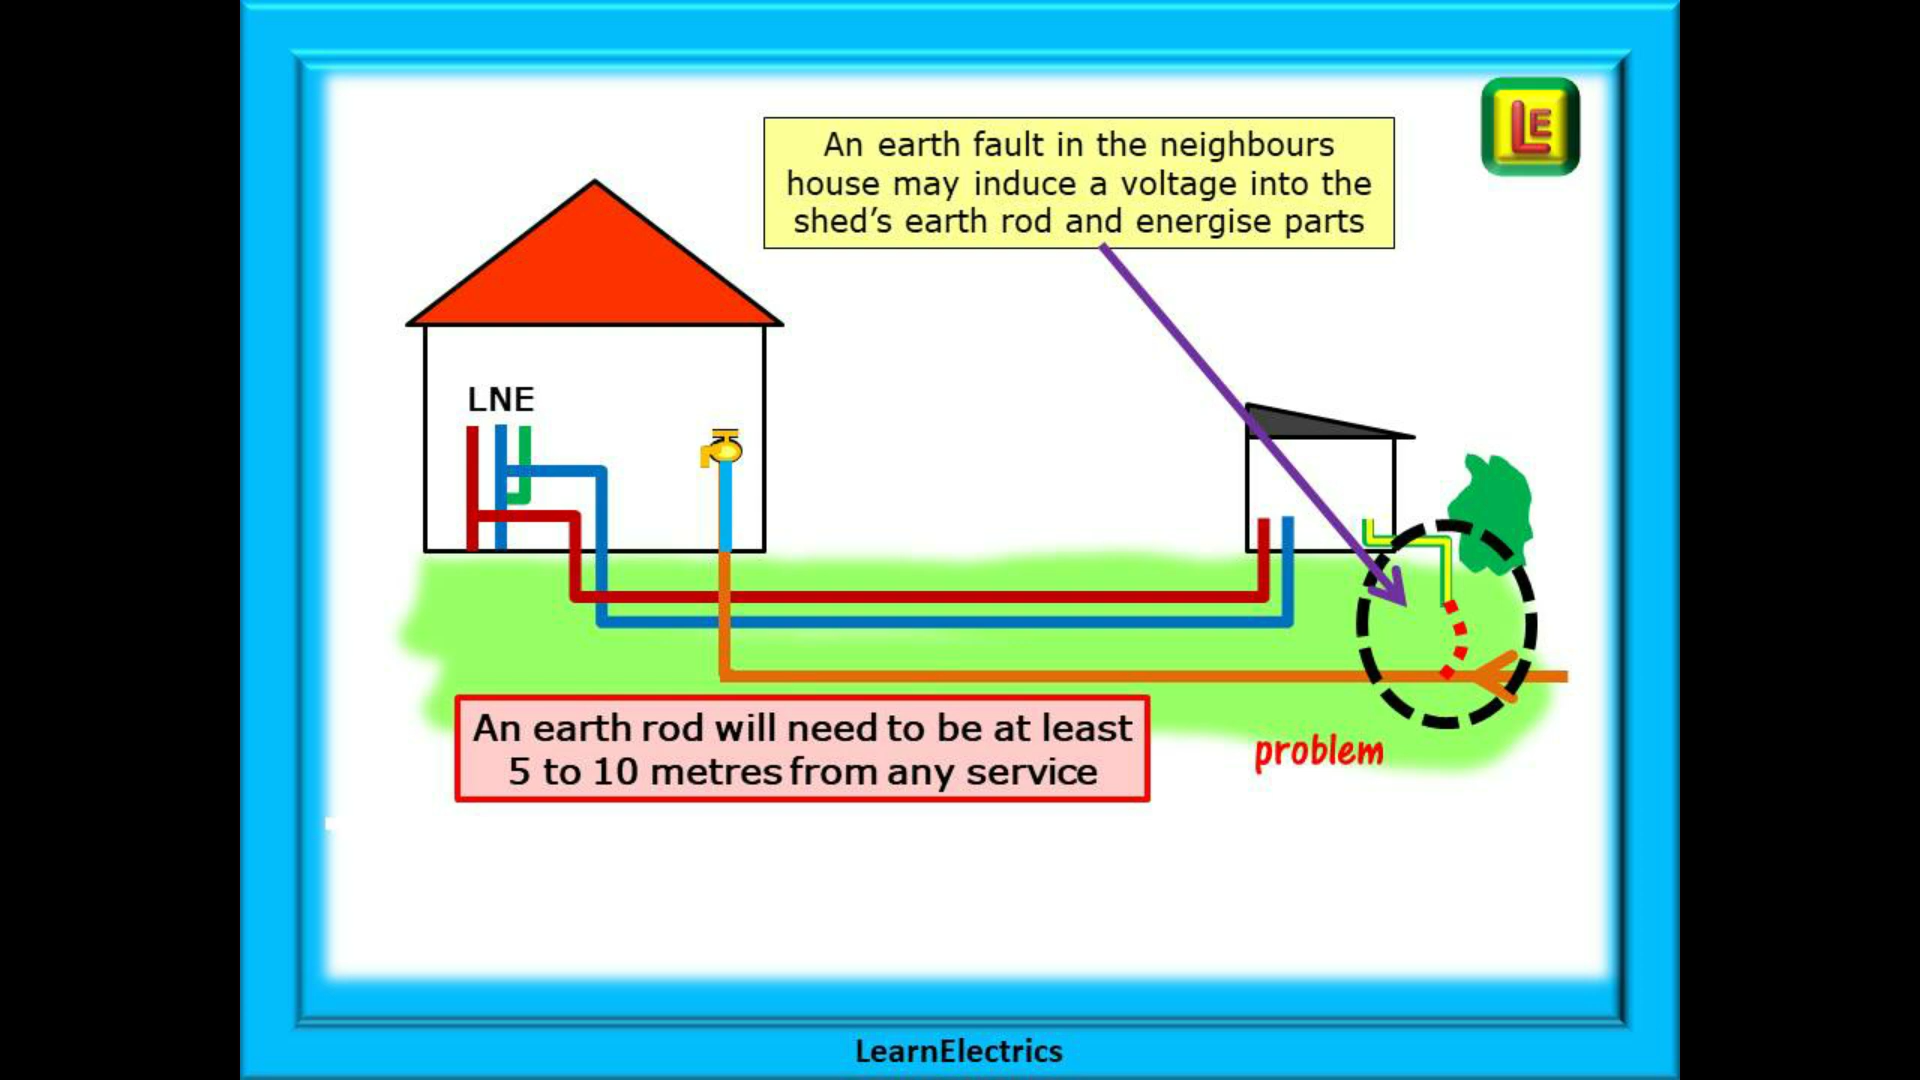 LE
An earth fault in the neighbours
house may induce a voltage into the
shed’s earth rod and energise parts
LNE
An earth rod will need to be at least
5 to 10 metres from any service
problem
LearnElectrics